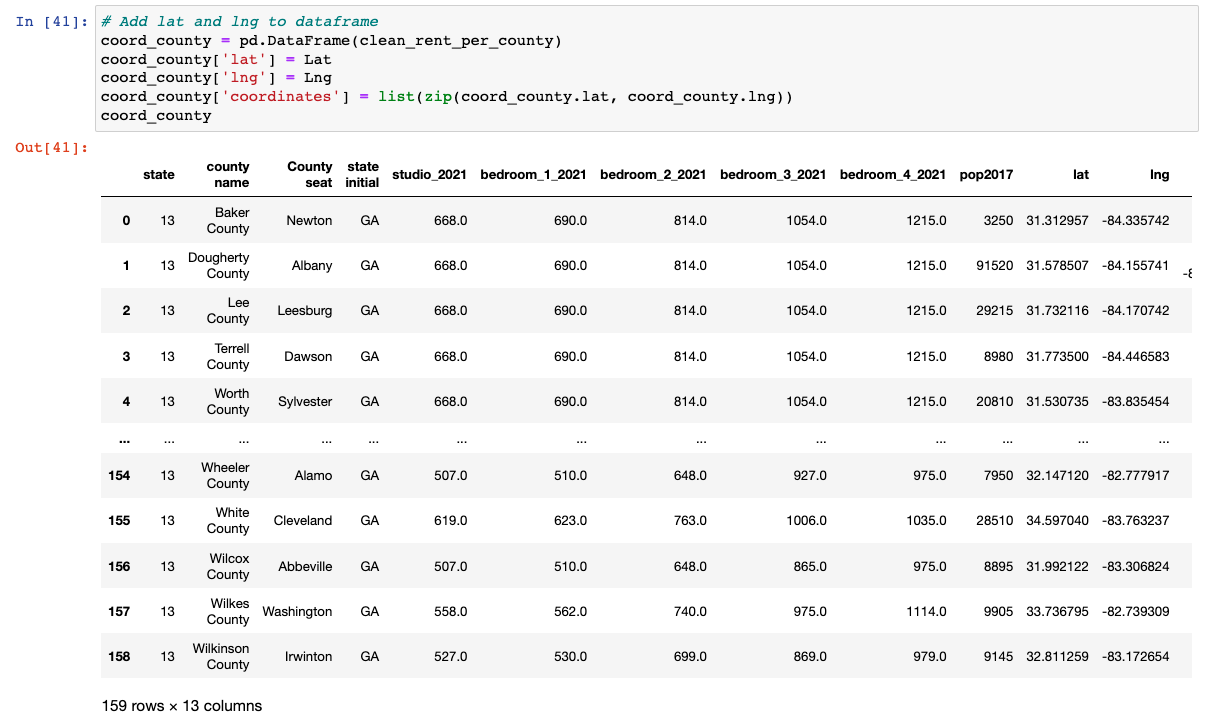 In [41]: # Add lat and lng to dataframe
coord_county = pd.DataFrame(clean_rent_per_county)
coord_county['lat'] = Lat
coord_county['lng'] = Lng
coord_county['coordinates'] = list(zip(coord_county.lat, coord_county.lng))
coord_county
Out[41]:
state county name County seat state initial studio_2021 bedroom_1_2021 bedroom_2_2021 bedroom_3_2021 bedroom_4_2021 pop2017 lat lng
0 13 Baker County Newton GA 668.0 690.0 814.0 1054.0 1215.0 3250 31.312957 -84.335742
1 13 Dougherty County Albany GA 668.0 690.0 814.0 1054.0 1215.0 91520 31.578507 -84.155741
2 13 Lee County Leesburg GA 668.0 690.0 814.0 1054.0 1215.0 29215 31.732116 -84.170742
3 13 Terrell County Dawson GA 668.0 690.0 814.0 1054.0 1215.0 8980 31.773500 -84.446583
4 13 Worth County Sylvester GA 668.0 690.0 814.0 1054.0 1215.0 20810 31.530735 -83.835454
... ... ... ... ... ... ... ... ... ... ... ... ...
154 13 Wheeler County Alamo GA 507.0 510.0 648.0 927.0 975.0 7950 32.147120 -82.777917
155 13 White County Cleveland GA 619.0 623.0 763.0 1006.0 1035.0 28510 34.597040 -83.763237
156 13 Wilcox County Abbeville GA 507.0 510.0 648.0 865.0 975.0 8895 31.992122 -83.306824
157 13 Wilkes County Washington GA 558.0 562.0 740.0 975.0 1114.0 9905 33.736795 -82.739309
158 13 Wilkinson County Irwinton GA 527.0 530.0 699.0 869.0 979.0 9145 32.811259 -83.172654
159 rows × 13 columns